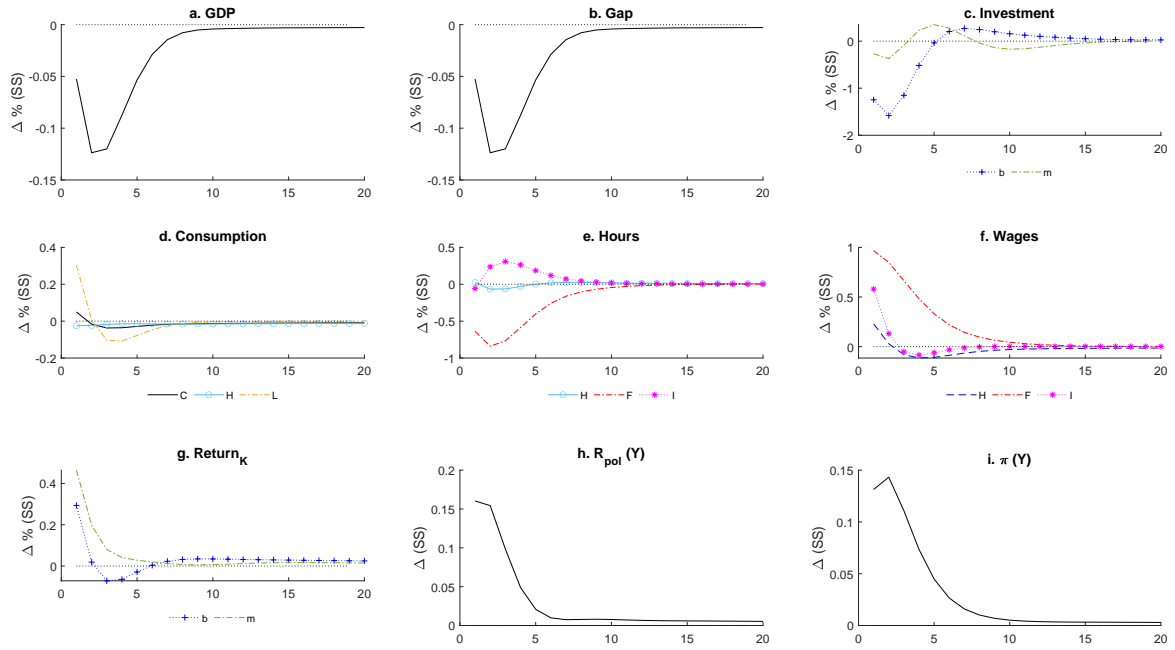 a. GDP
Δ % (SS)
0
-0.05
-0.1
-0.15
0 5 10 15 20
b. Gap
Δ % (SS)
0
-0.05
-0.1
-0.15
0 5 10 15 20
c. Investment
Δ % (SS)
0
-1
-2
0 5 10 15 20
b m
d. Consumption
Δ % (SS)
0.4
0.2
0
-0.2
0 5 10 15 20
C H L
e. Hours
Δ % (SS)
0.5
0
-0.5
-1
0 5 10 15 20
H F I
f. Wages
Δ % (SS)
1
0.5
0
0 5 10 15 20
H F I
g. Return_K
Δ % (SS)
0.4
0.2
0
0 5 10 15 20
b m
h. R_pol (Y)
Δ (SS)
0.2
0.15
0.1
0.05
0
0 5 10 15 20
i. π (Y)
Δ (SS)
0.15
0.1
0.05
0
0 5 10 15 20